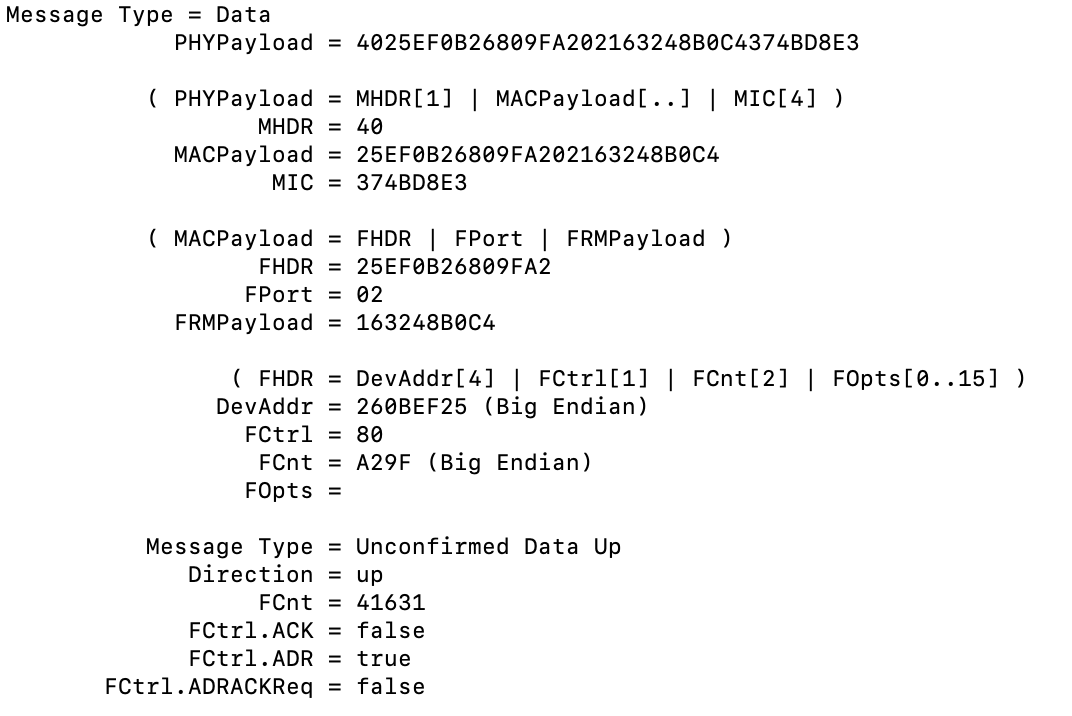 Message Type = Data
PHYPayload = 4025EF0B26809FA202163248B0C4374BD8E3
( PHYPayload = MHDR[1] | MACPayload[..] | MIC[4] )
MHDR = 40
MACPayload = 25EF0B26809FA202163248B0C4
MIC = 374BD8E3
( MACPayload = FHDR | FPort | FRMPayload )
FHDR = 25EF0B26809FA2
FPort = 02
FRMPayload = 163248B0C4
( FHDR = DevAddr[4] | FCtrl[1] | FCnt[2] | FOpts[0..15] )
DevAddr = 260BEF25 (Big Endian)
FCtrl = 80
FCnt = A29F (Big Endian)
FOpts =
Message Type = Unconfirmed Data Up
Direction = up
FCnt = 41631
FCtrl.ACK = false
FCtrl.ADR = true
FCtrl.ADRACKReq = false